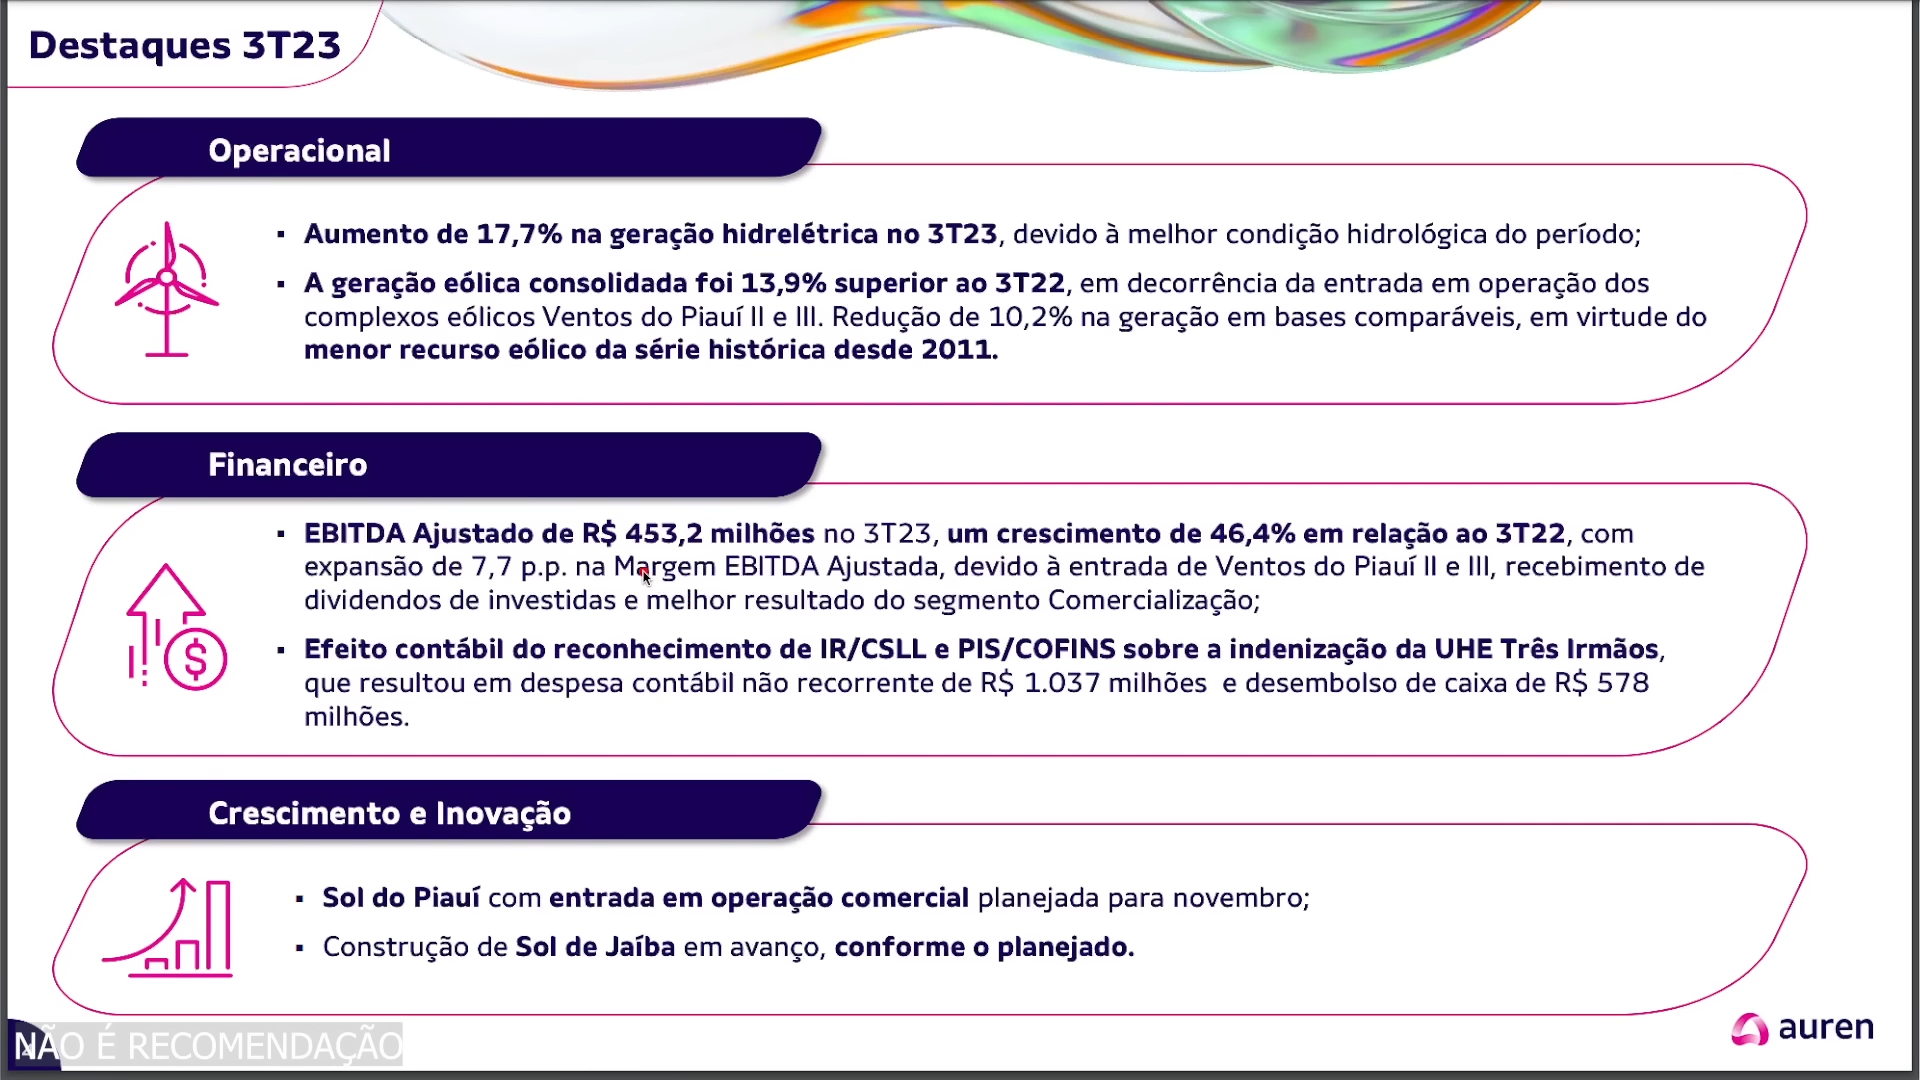 Destaques 3T23
Operacional
▪ Aumento de 17,7% na geração hidrelétrica no 3T23, devido à melhor condição hidrológica do período;
▪ A geração eólica consolidada foi 13,9% superior ao 3T22, em decorrência da entrada em operação dos
complexos eólicos Ventos do Piauí II e III. Redução de 10,2% na geração em bases comparáveis, em virtude do
menor recurso eólico da série histórica desde 2011.
Financeiro
▪ EBITDA Ajustado de R$ 453,2 milhões no 3T23, um crescimento de 46,4% em relação ao 3T22, com
expansão de 7,7 p.p. na Margem EBITDA Ajustada, devido à entrada de Ventos do Piauí II e III, recebimento de
dividendos de investidas e melhor resultado do segmento Comercialização;
▪ Efeito contábil do reconhecimento de IR/CSLL e PIS/COFINS sobre a indenização da UHE Três Irmãos,
que resultou em despesa contábil não recorrente de R$ 1.037 milhões e desembolso de caixa de R$ 578
milhões.
$
Crescimento e Inovação
▪ Sol do Piauí com entrada em operação comercial planejada para novembro;
▪ Construção de Sol de Jaíba em avanço, conforme o planejado.
NÃO É RECOMENDAÇÃO
auren